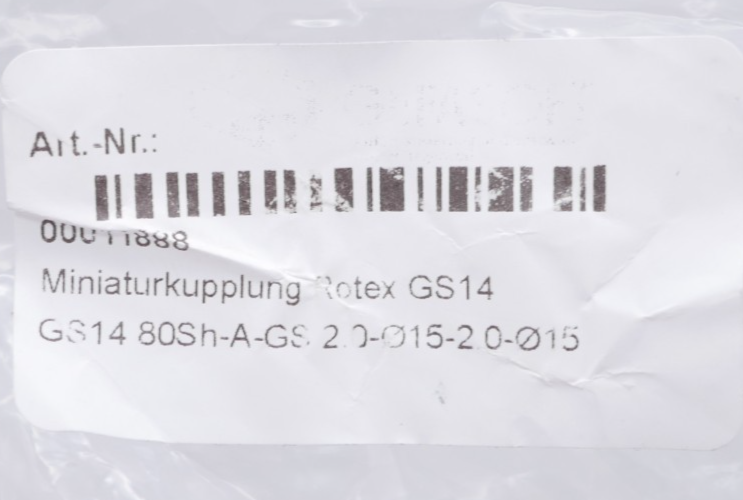 Art.-Nr.:
00011888
Miniaturkupplung Rotex GS14
GS14 80Sh-A-GS 2.0-Ø15-2.0-Ø15